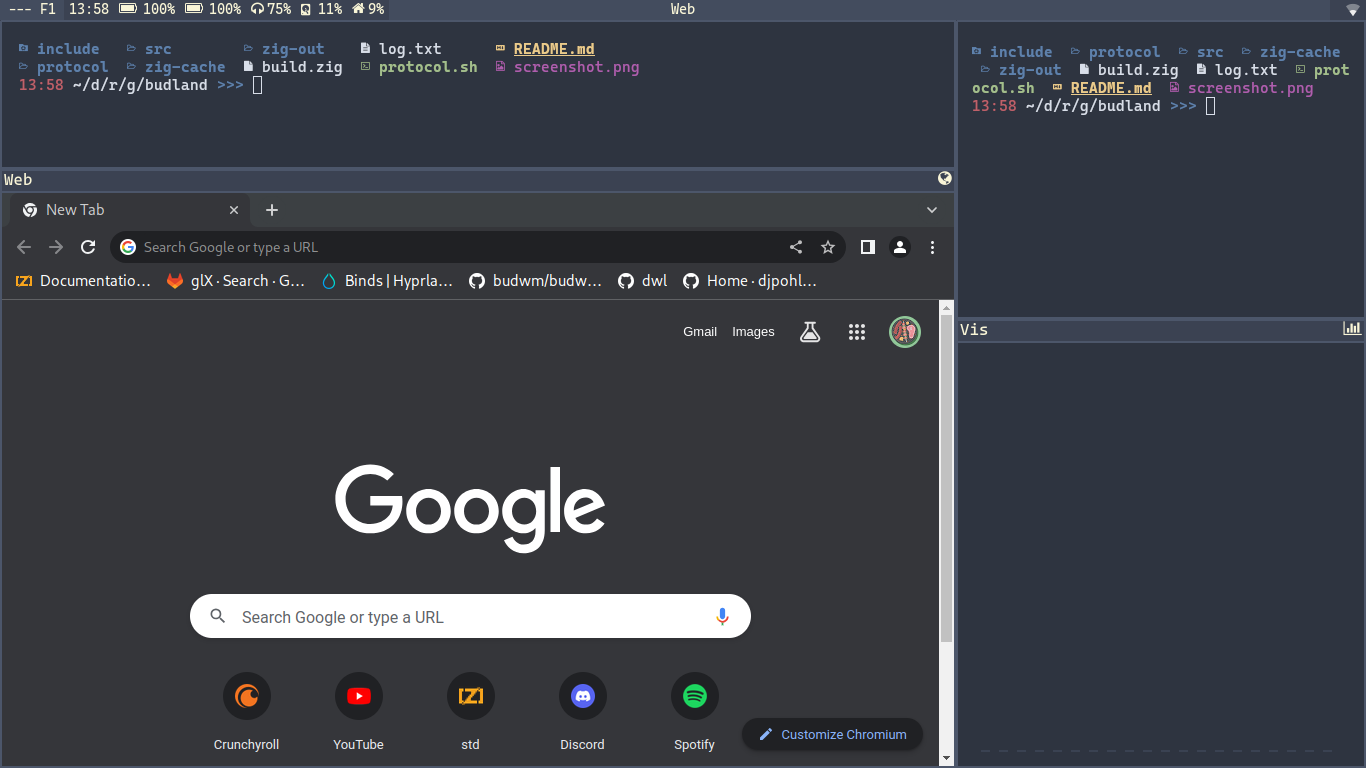 --- F1 13:58 100% 100% 75% 11% 9% Web
include src zig-out log.txt README.md
protocol zig-cache build.zig protocol.sh screenshot.png
13:58 ~/d/r/g/budland >>>
include protocol src zig-cache
zig-out build.zig log.txt prot
ocol.sh README.md screenshot.png
13:58 ~/d/r/g/budland >>>
Web
New Tab
Search Google or type a URL
Documentatio… glX · Search · G… Binds | Hyprla… budwm/budw… dwl Home · djpohl…
Gmail Images
Google
Search Google or type a URL
Crunchyroll YouTube std Discord Spotify
Customize Chromium
Vis